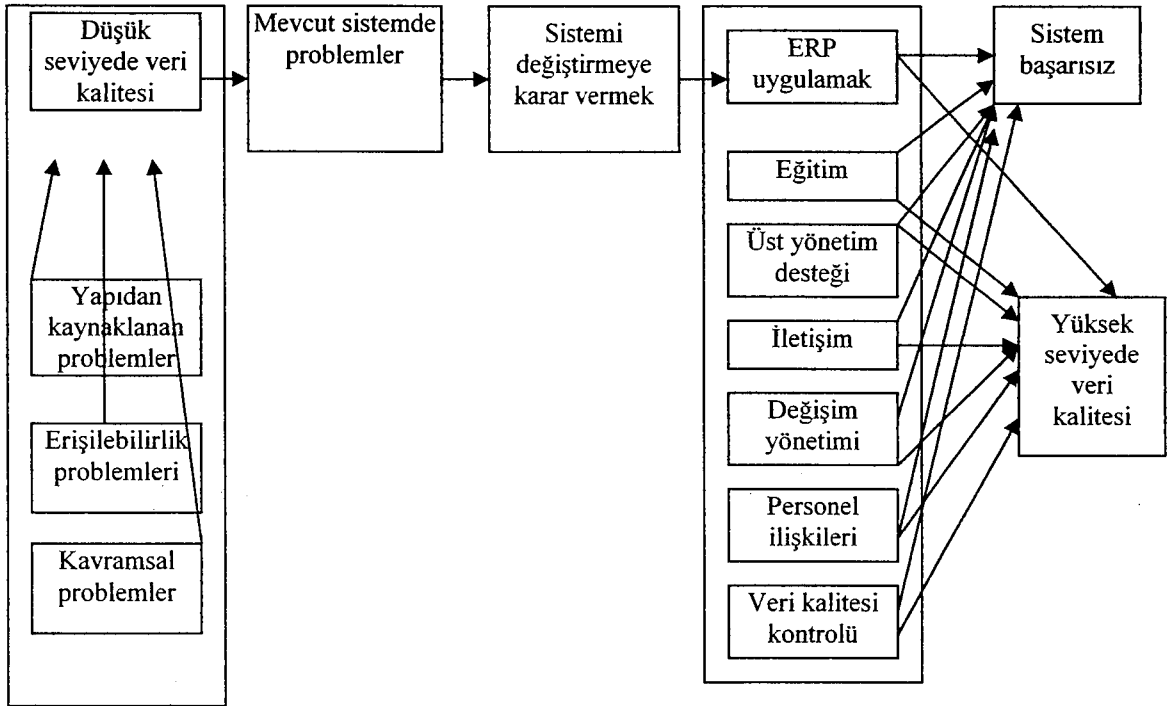 Düşük
seviyede veri
kalitesi
Yapıdan
kaynaklanan
problemler
Erişilebilirlik
problemleri
Kavramsal
problemler
Mevcut sistemde
problemler
Sistemi
değiştirmeye
karar vermek
ERP
uygulamak
Eğitim
Üst yönetim
desteği
İletişim
Değişim
yönetimi
Personel
ilişkileri
Veri kalitesi
kontrolü
Sistem
başarısız
Yüksek
seviyede
veri
kalitesi